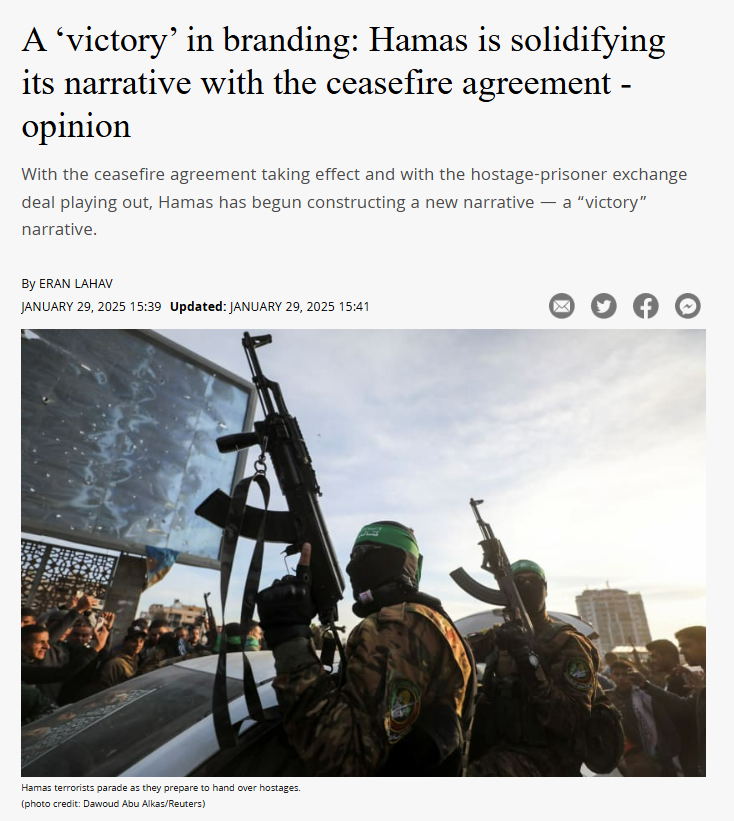 A ‘victory’ in branding: Hamas is solidifying
its narrative with the ceasefire agreement -
opinion
With the ceasefire agreement taking effect and with the hostage-prisoner exchange
deal playing out, Hamas has begun constructing a new narrative — a “victory”
narrative.
By ERAN LAHAV
JANUARY 29, 2025 15:39 Updated: JANUARY 29, 2025 15:41
Hamas terrorists parade as they prepare to hand over hostages.
(photo credit: Dawoud Abu Alkas/Reuters)